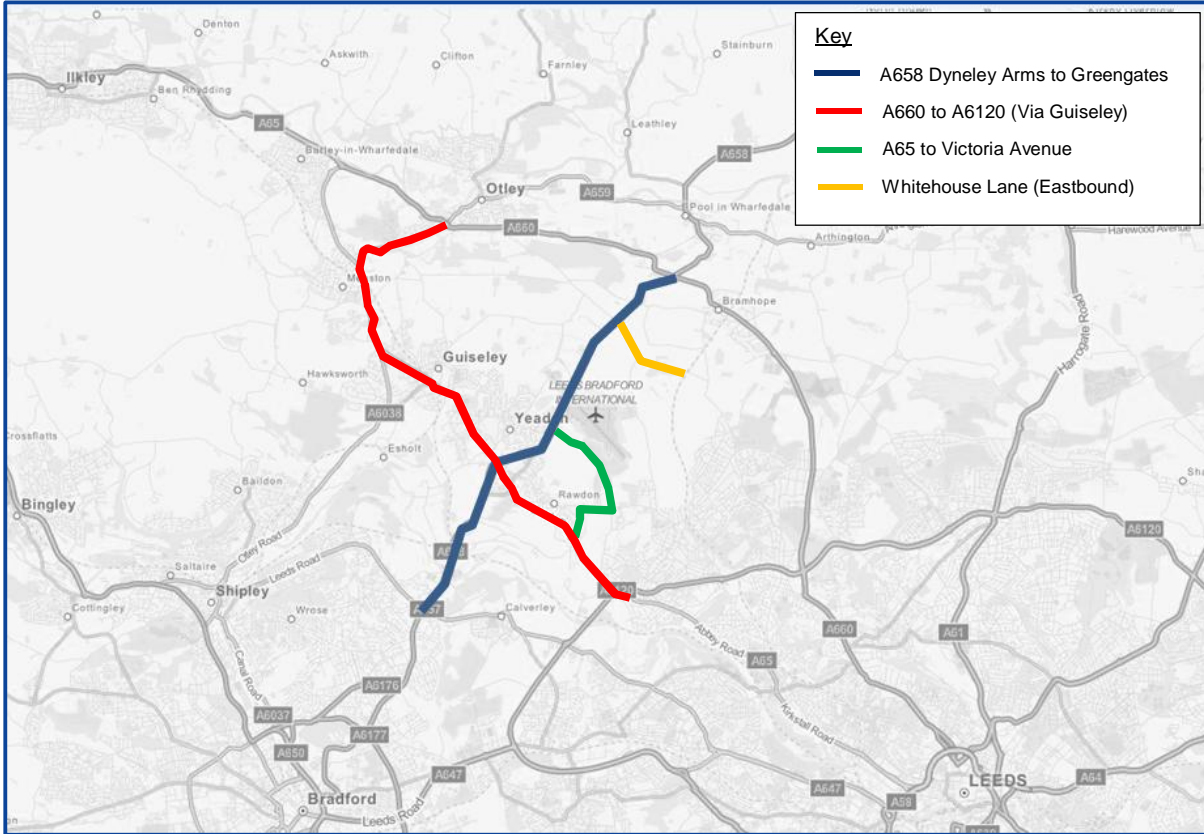 Key
A658 Dyneley Arms to Greengates
A660 to A6120 (Via Guiseley)
A65 to Victoria Avenue
Whitehouse Lane (Eastbound)
Denton
Askwith
Clifton
Farnley
Stainburn
Ilkley
Ben Rhydding
A65
Leathley
Burley-in-Wharfedale
A658
Otley
A659
Pool in Wharfedale
A660
Arthington
Harewood Avenue
Menston
Bramhope
Harrogate Road
Guiseley
Hawksworth
LEEDS BRADFORD
INTERNATIONAL
A6038
Yeadon
Crossflatts
Esholt
Baildon
Bingley
Rawdon
A6120
Otley Road
Saltaire
Leeds Road
Shipley
Cottingley
Wrose
Calverley
A660
A61
Abbey Road
A65
Canal Road
A6176
Kirkstall Road
A6037
A6177
A650
A647
LEEDS
A64
A647
A58
Bradford
Leeds Road